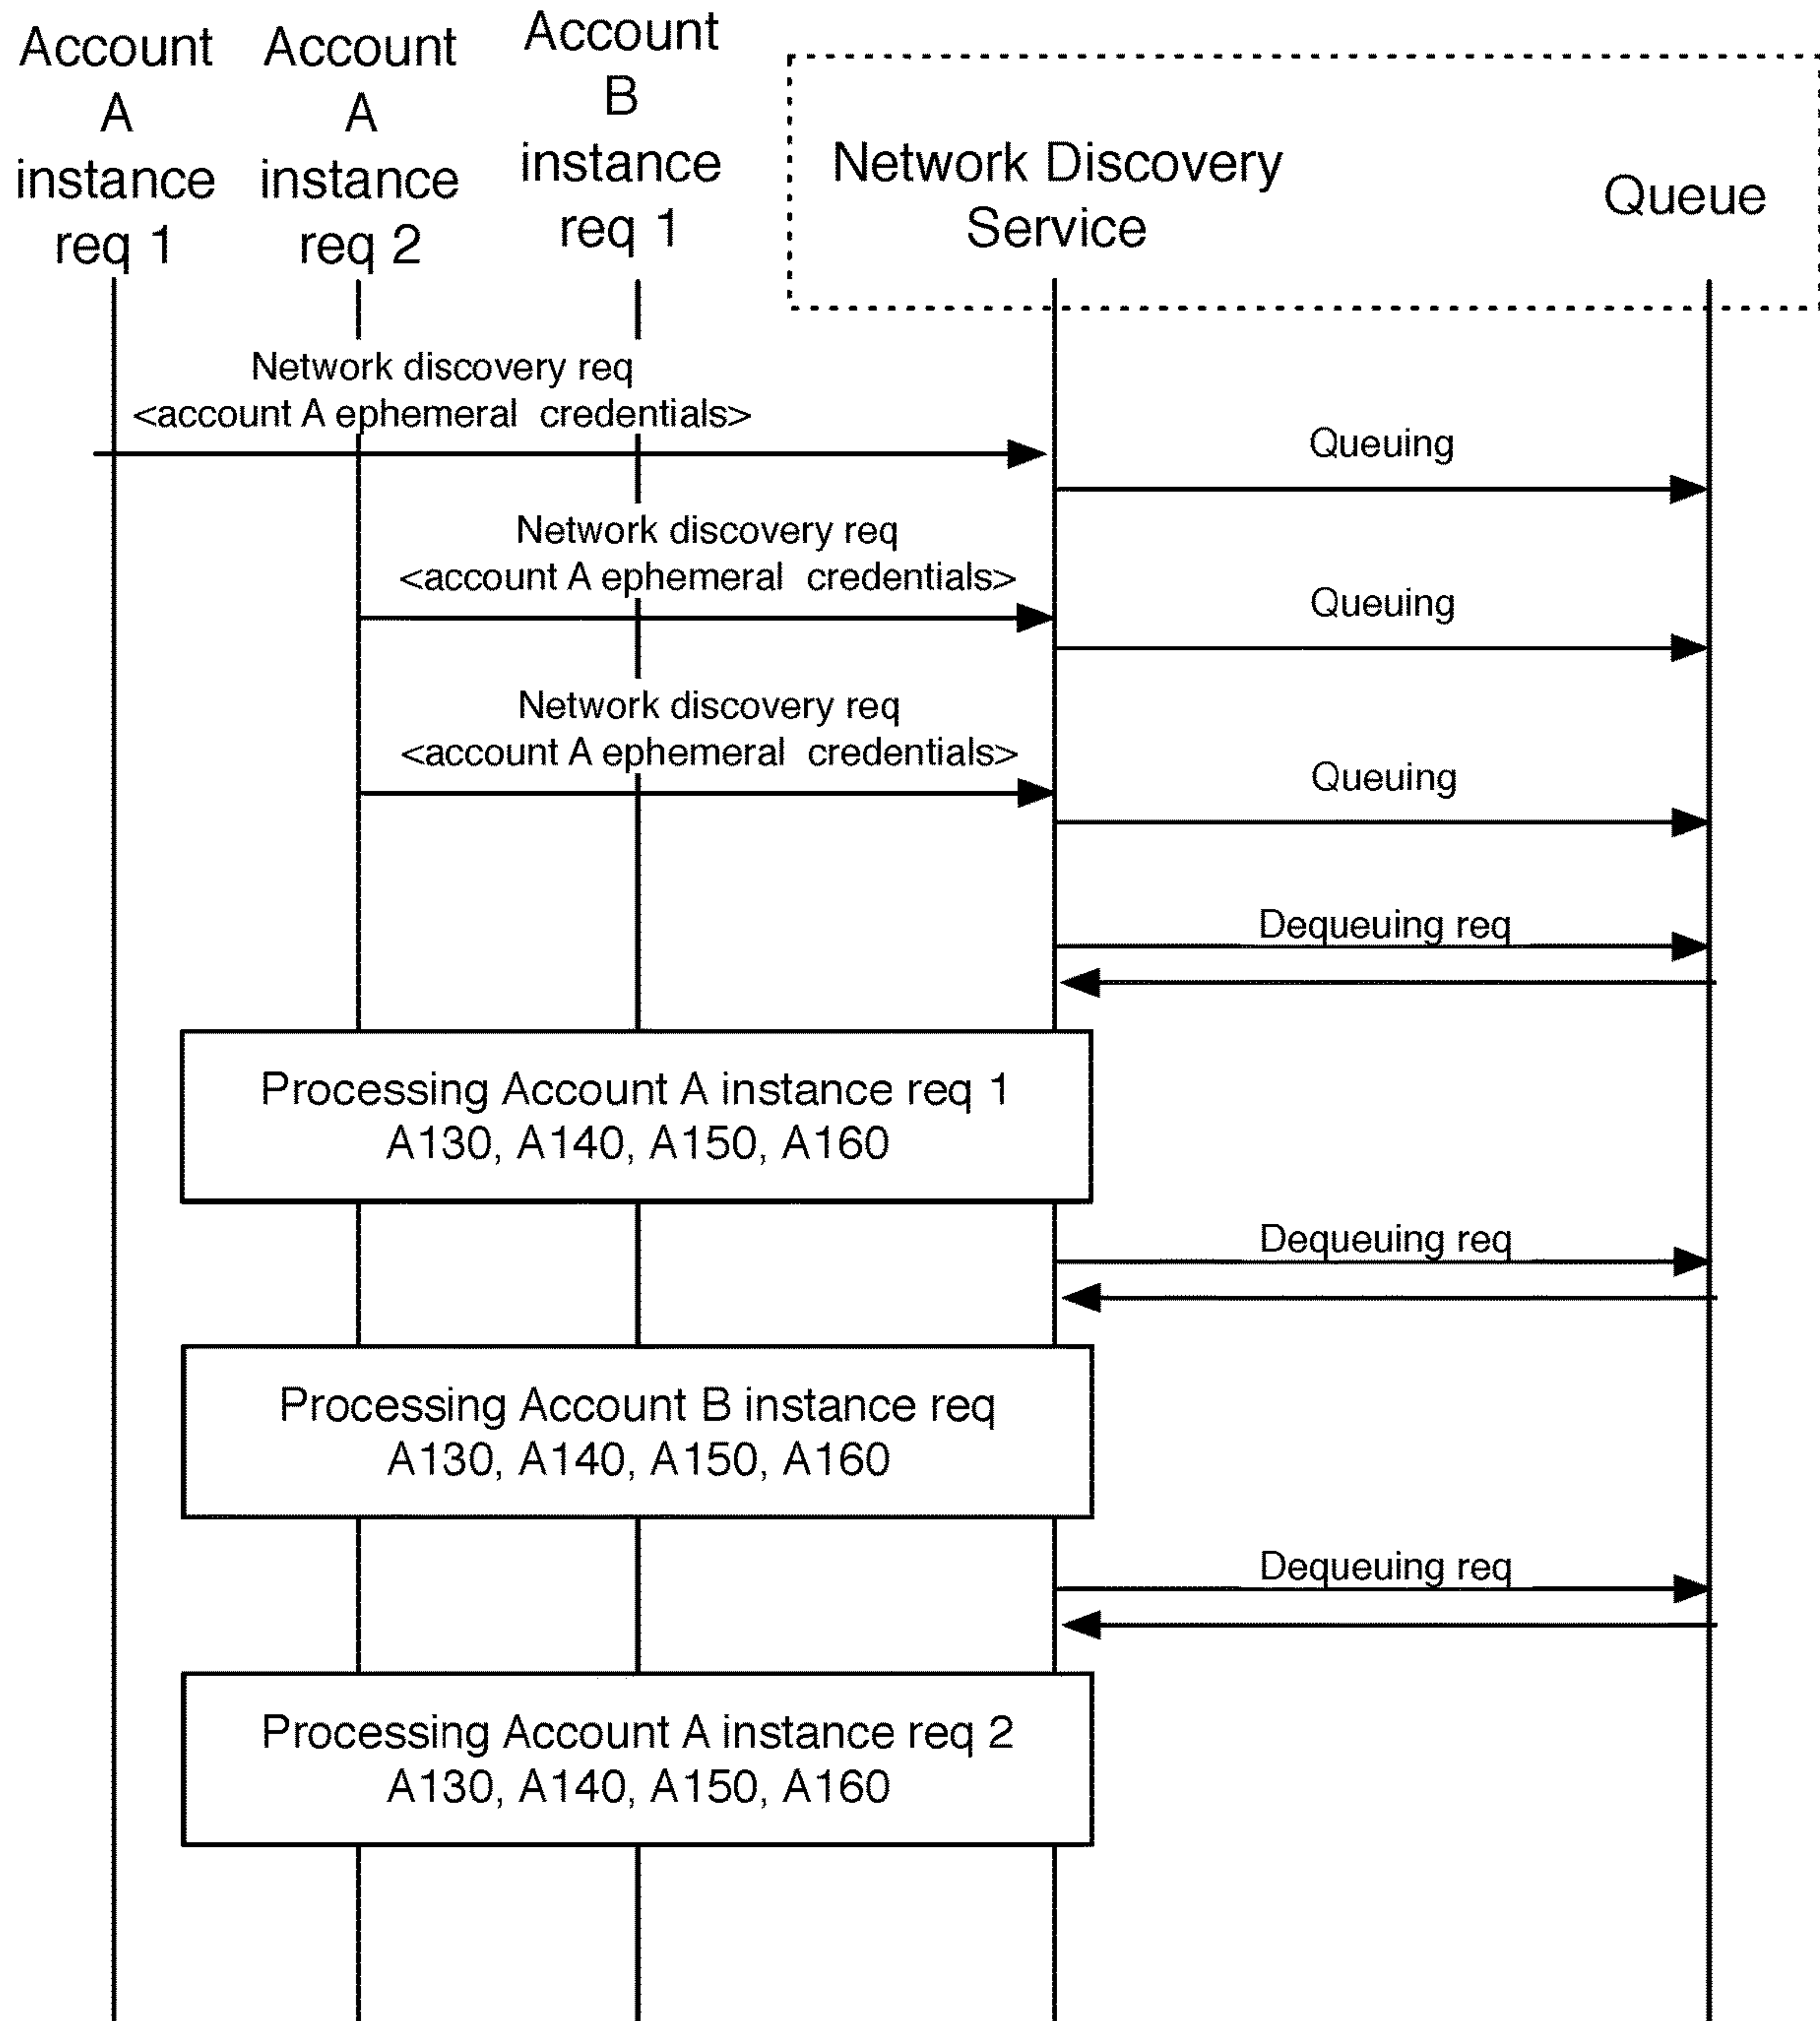 Account
A
instance
req 1
Account
A
instance
req 2
Account
B
instance
req 1
Network Discovery
Service
Queue
Network discovery req
<account A ephemeral credentials>
Queuing
Network discovery req
<account A ephemeral credentials>
Queuing
Network discovery req
<account A ephemeral credentials>
Queuing
Dequeuing req
Processing Account A instance req 1
A130, A140, A150, A160
Dequeuing req
Processing Account B instance req
A130, A140, A150, A160
Dequeuing req
Processing Account A instance req 2
A130, A140, A150, A160